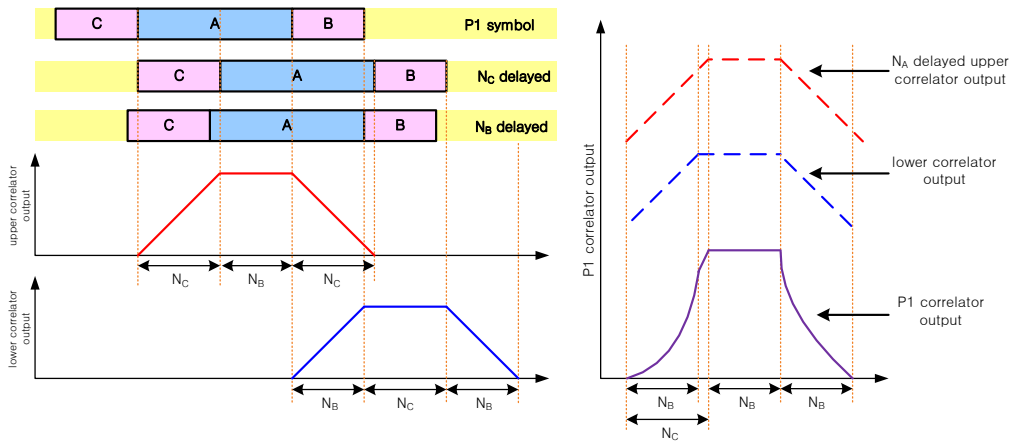 C A B P1 symbol
C A B NC delayed
C A B NB delayed
upper correlator
output
NC NB NC
lower correlator
output
NB NC NB
P1 correlator output
NA delayed upper
correlator output
lower correlator
output
P1 correlator
output
NB NB NB
NC